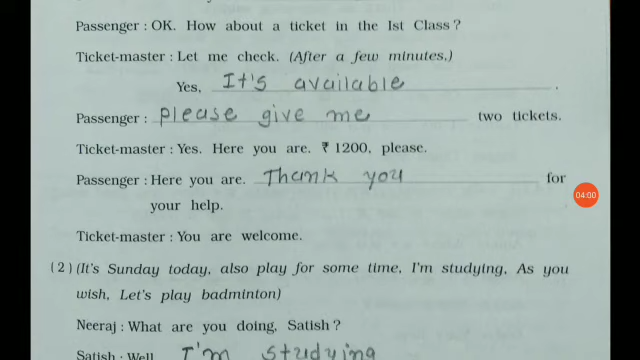 Passenger : OK. How about a ticket in the Ist Class ?
Ticket-master : Let me check. (After a few minutes.)
Yes, It's available .
Passenger : please give me two tickets.
Ticket-master : Yes. Here you are. ₹ 1200, please.
Passenger : Here you are. Thank you for
your help.
04:00
Ticket-master : You are welcome.
(2) (It's Sunday today, also play for some time, I'm studying, As you
wish, Let's play badminton)
Neeraj : What are you doing, Satish ?
Satish : Well, I'm studying